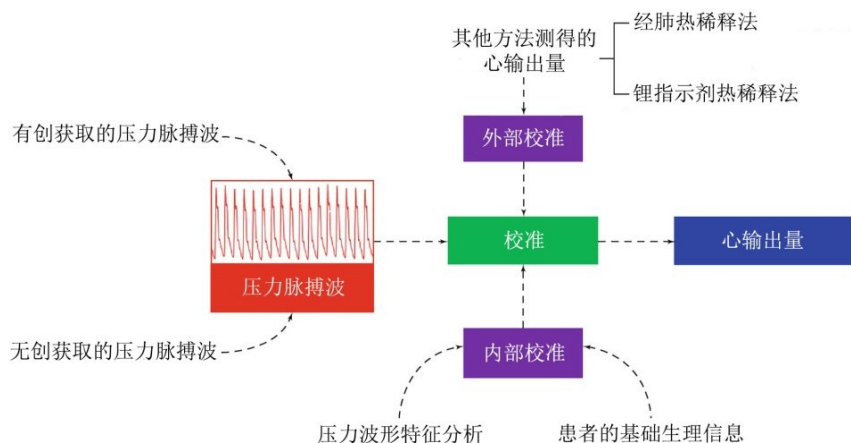 其他方法测得的
心输出量
经肺热稀释法
锂指示剂热稀释法
有创获取的压力脉搏波
外部校准
压力脉搏波
校准
心输出量
无创获取的压力脉搏波
内部校准
压力波形特征分析
患者的基础生理信息